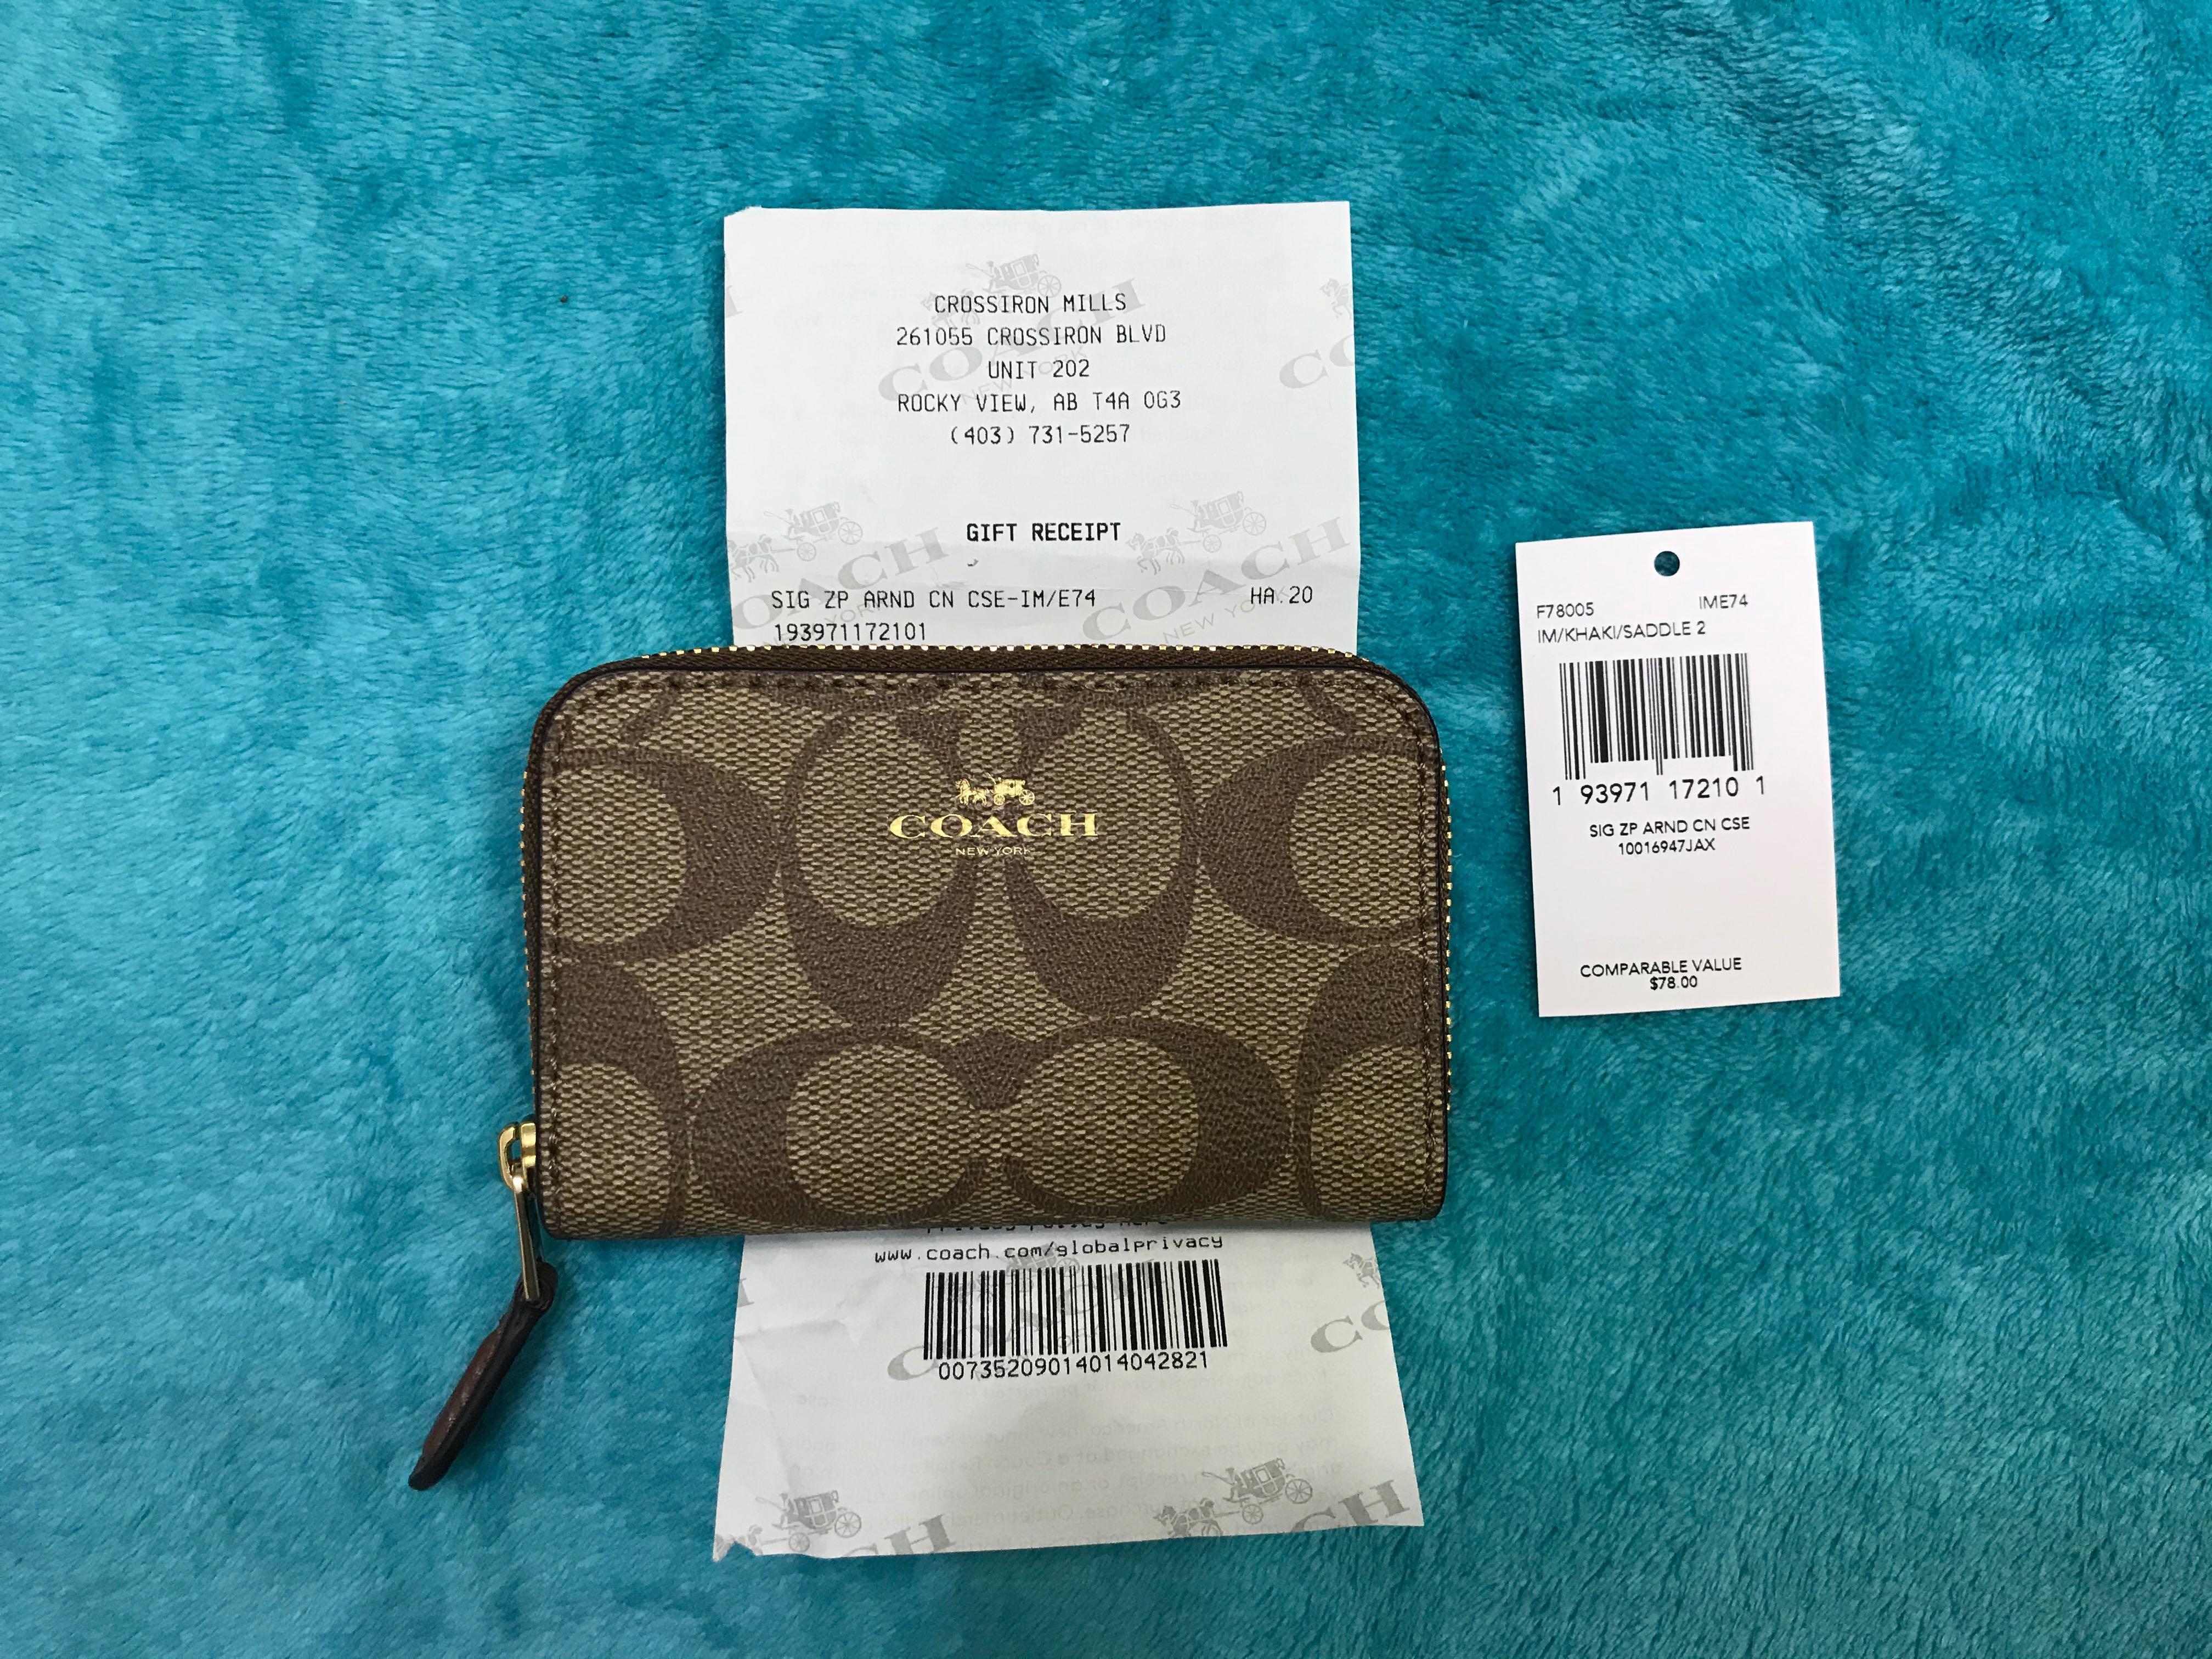 CROSSIRON MILLS
261055 CROSSIRON BLVD
UNIT 202
ROCKY VIEW, AB T4A 0G3
(403) 731-5257
GIFT RECEIPT
SIG ZP ARND CN CSE-IM/E74 HA.20
193971172101
COACH
NEW YORK
www.coach.com/globalprivacy
00735209014014042821
F78005 IME74
IM/KHAKI/SADDLE 2
1 93971 17210 1
SIG ZP ARND CN CSE
10016947JAX
COMPARABLE VALUE
$78.00